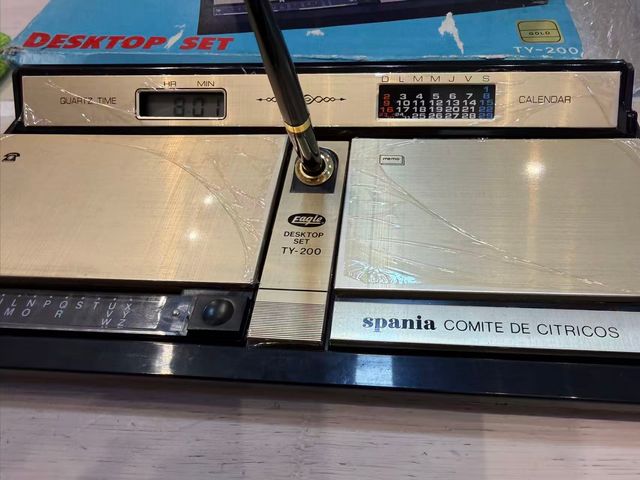 DESKTOP SET
GOLD
TY-200
HR MIN
QUARTZ TIME
D L M M J V S
1
2 3 4 5 6 7 8
9 10 11 12 13 14 15
16 17 18 19 20 21 22
25 26 27 28 29
CALENDAR
memo
Eagle
DESKTOP
SET
TY-200
spania COMITE DE CITRICOS